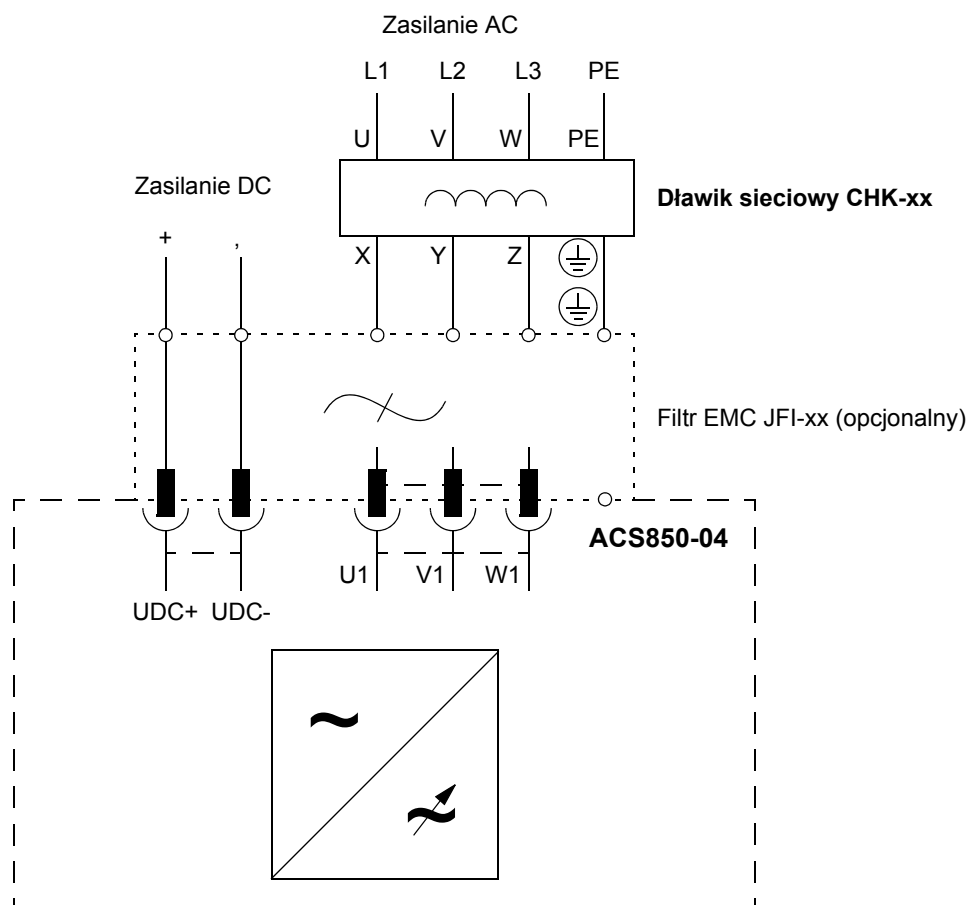 Zasilanie AC
L1 L2 L3 PE
U V W PE
Zasilanie DC
Dławik sieciowy CHK-xx
+ ,
X Y Z
Filtr EMC JFI-xx (opcjonalny)
ACS850-04
U1 V1 W1
UDC+ UDC-